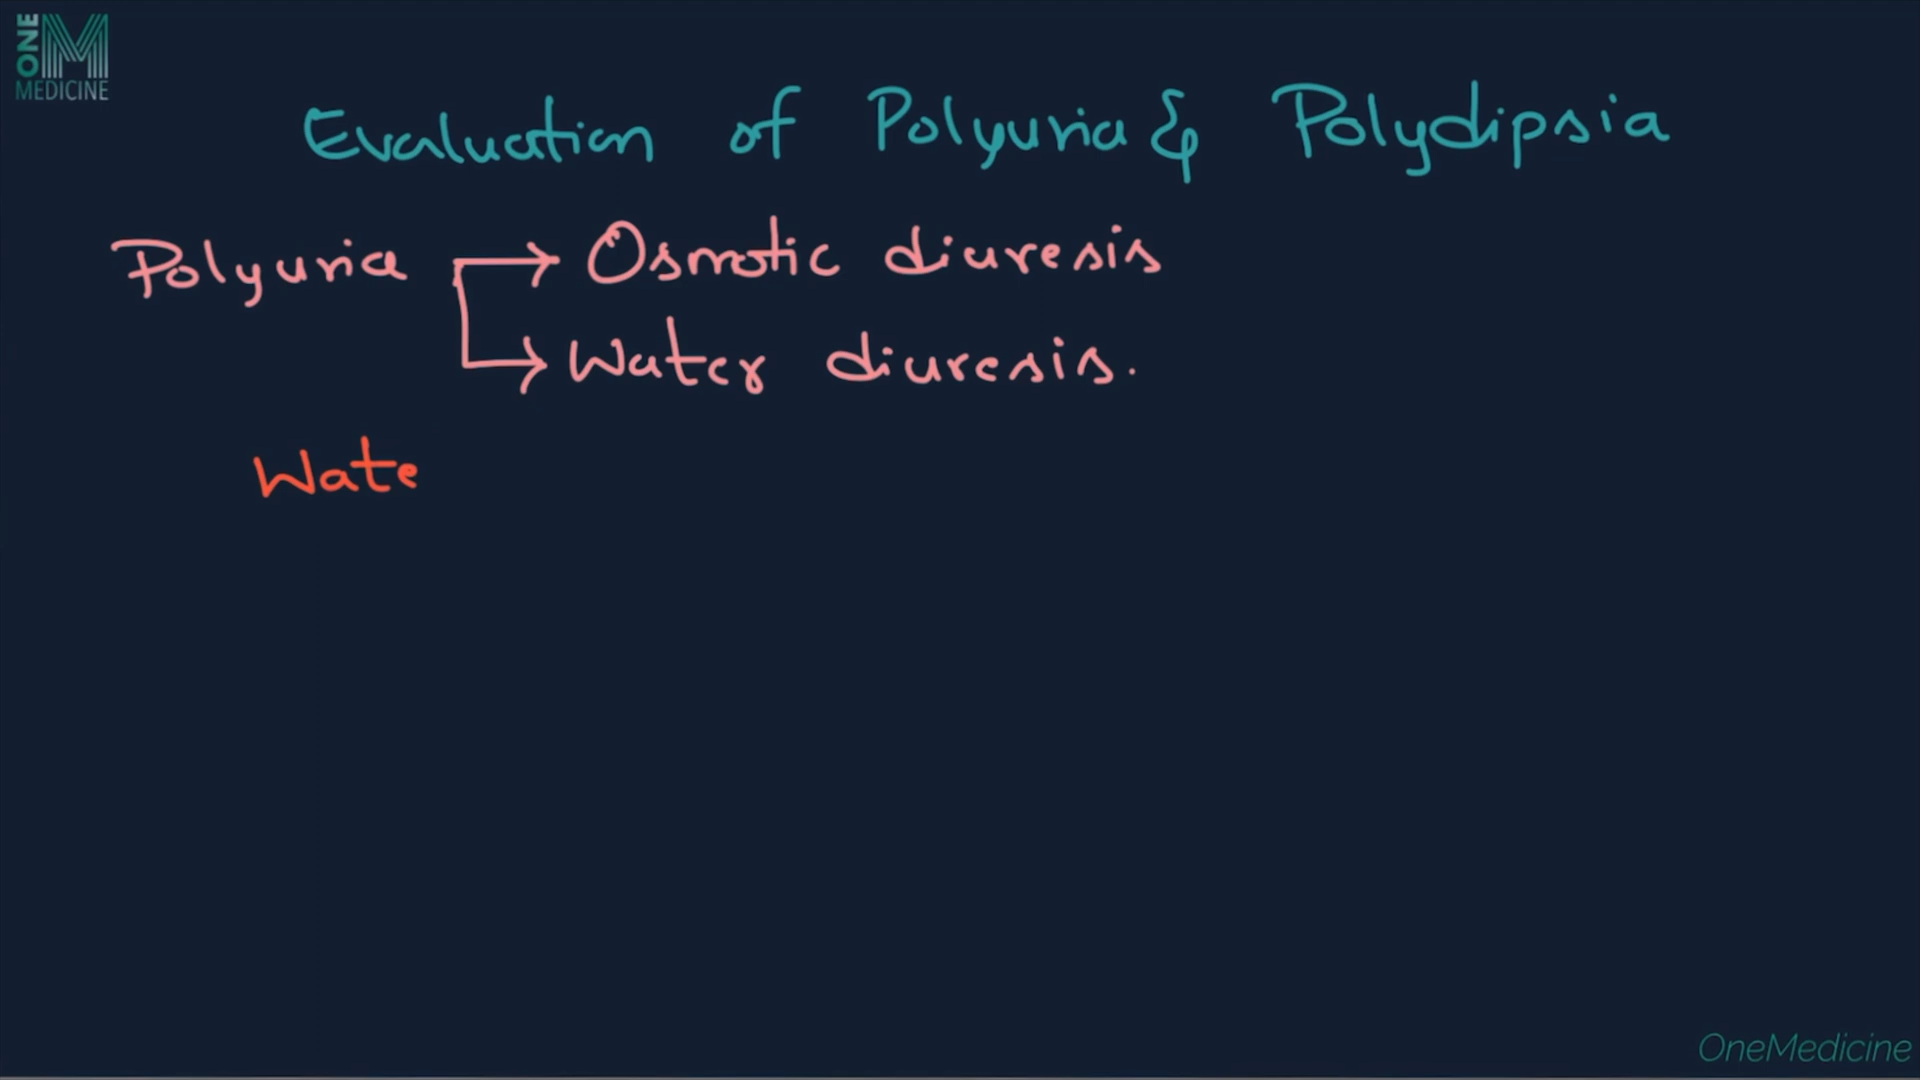 ONE M
MEDICINE
Evaluation of Polyuria & Polydipsia
Polyuria → Osmotic diuresis
→ Water diuresis.
Wate
OneMedicine